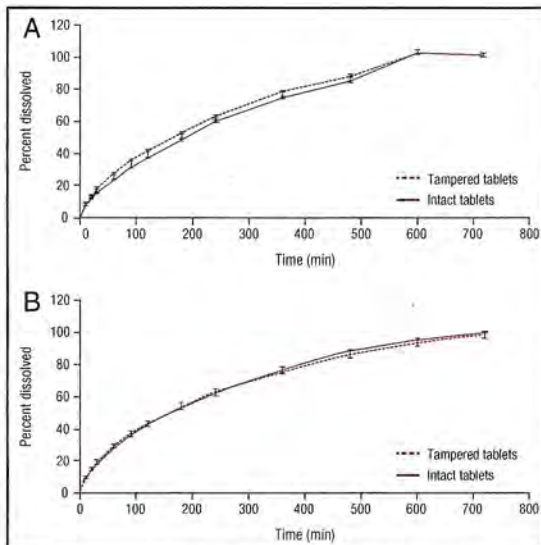 A
Percent dissolved
120
100
80
60
40
20
0
Tampered tablets
Intact tablets
0 100 200 300 400 500 600 700 800
Time (min)
B
Percent dissolved
120
100
80
60
40
20
0
Tampered tablets
Intact tablets
0 100 200 300 400 500 600 700 800
Time (min)